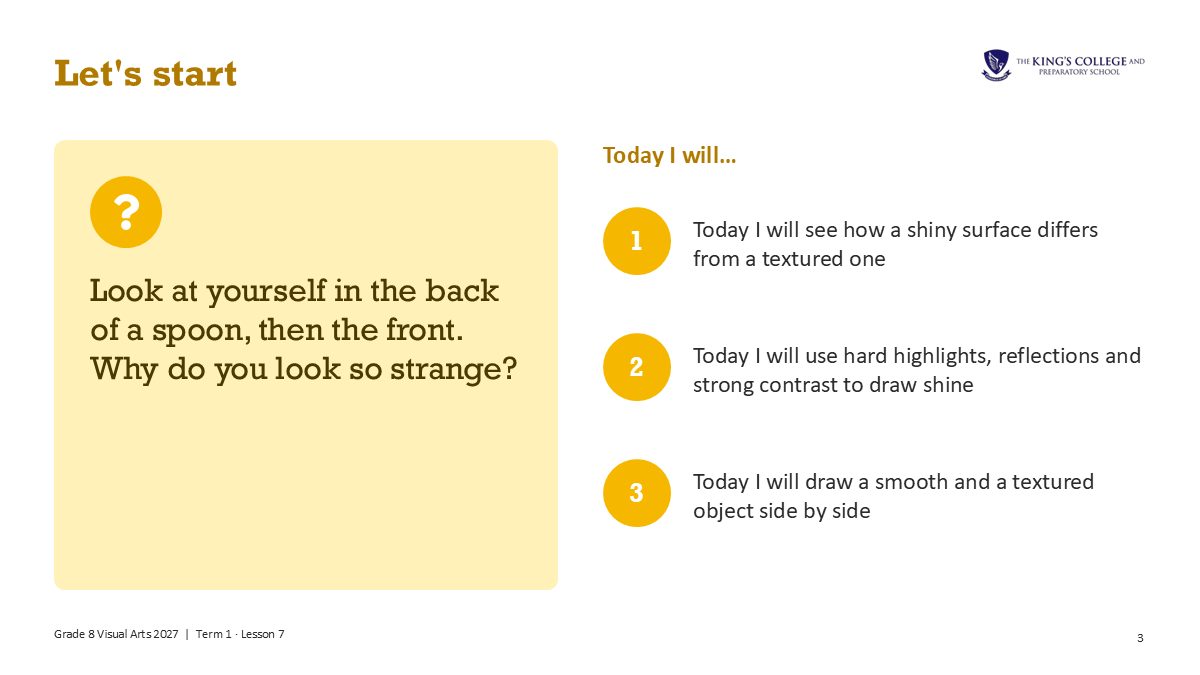 Let's start
THE KING'S COLLEGE AND
PREPARATORY SCHOOL
?
Look at yourself in the back
of a spoon, then the front.
Why do you look so strange?
Today I will...
1
Today I will see how a shiny surface differs
from a textured one
2
Today I will use hard highlights, reflections and
strong contrast to draw shine
3
Today I will draw a smooth and a textured
object side by side
Grade 8 Visual Arts 2027 | Term 1 · Lesson 7
3